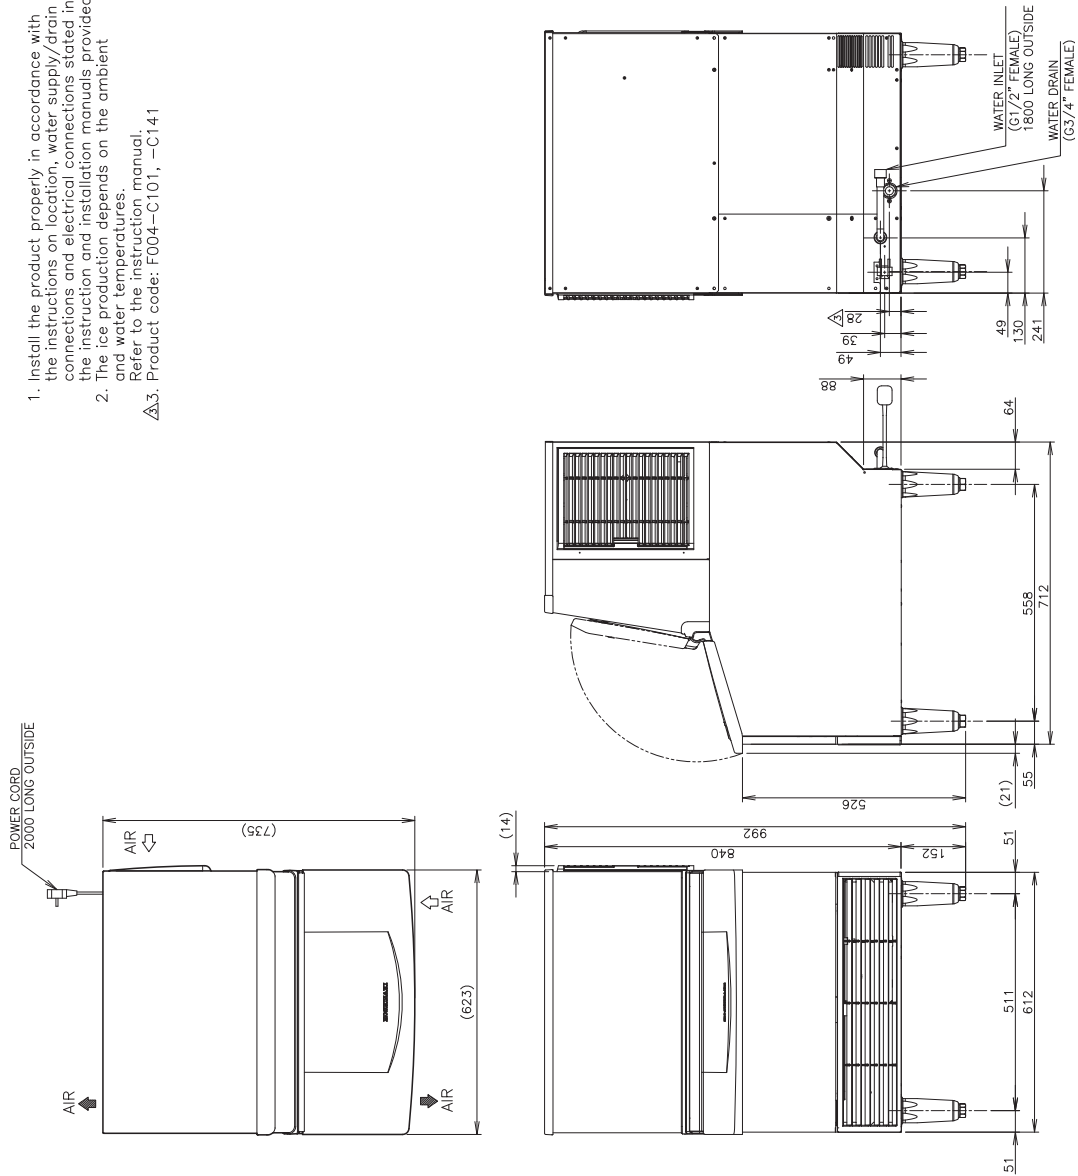 1. Install the product properly in accordance with
the instructions on location, water supply/drain
connections and electrical connections stated in
the instruction and installation manuals provided
2. The ice production depends on the ambient
and water temperatures.
Refer to the instruction manual.
3 3. Product code: F004-C101, -C141
POWER CORD
2000 LONG OUTSIDE
AIR
AIR
AIR
AIR
(735)
(623)
HOSHIZAKI
(14)
992
840
152
51
511
612
51
526
(21)
55
558
712
64
88
49
39
28 3
49
130
241
WATER INLET
(G1/2" FEMALE)
1800 LONG OUTSIDE
WATER DRAIN
(G3/4" FEMALE)